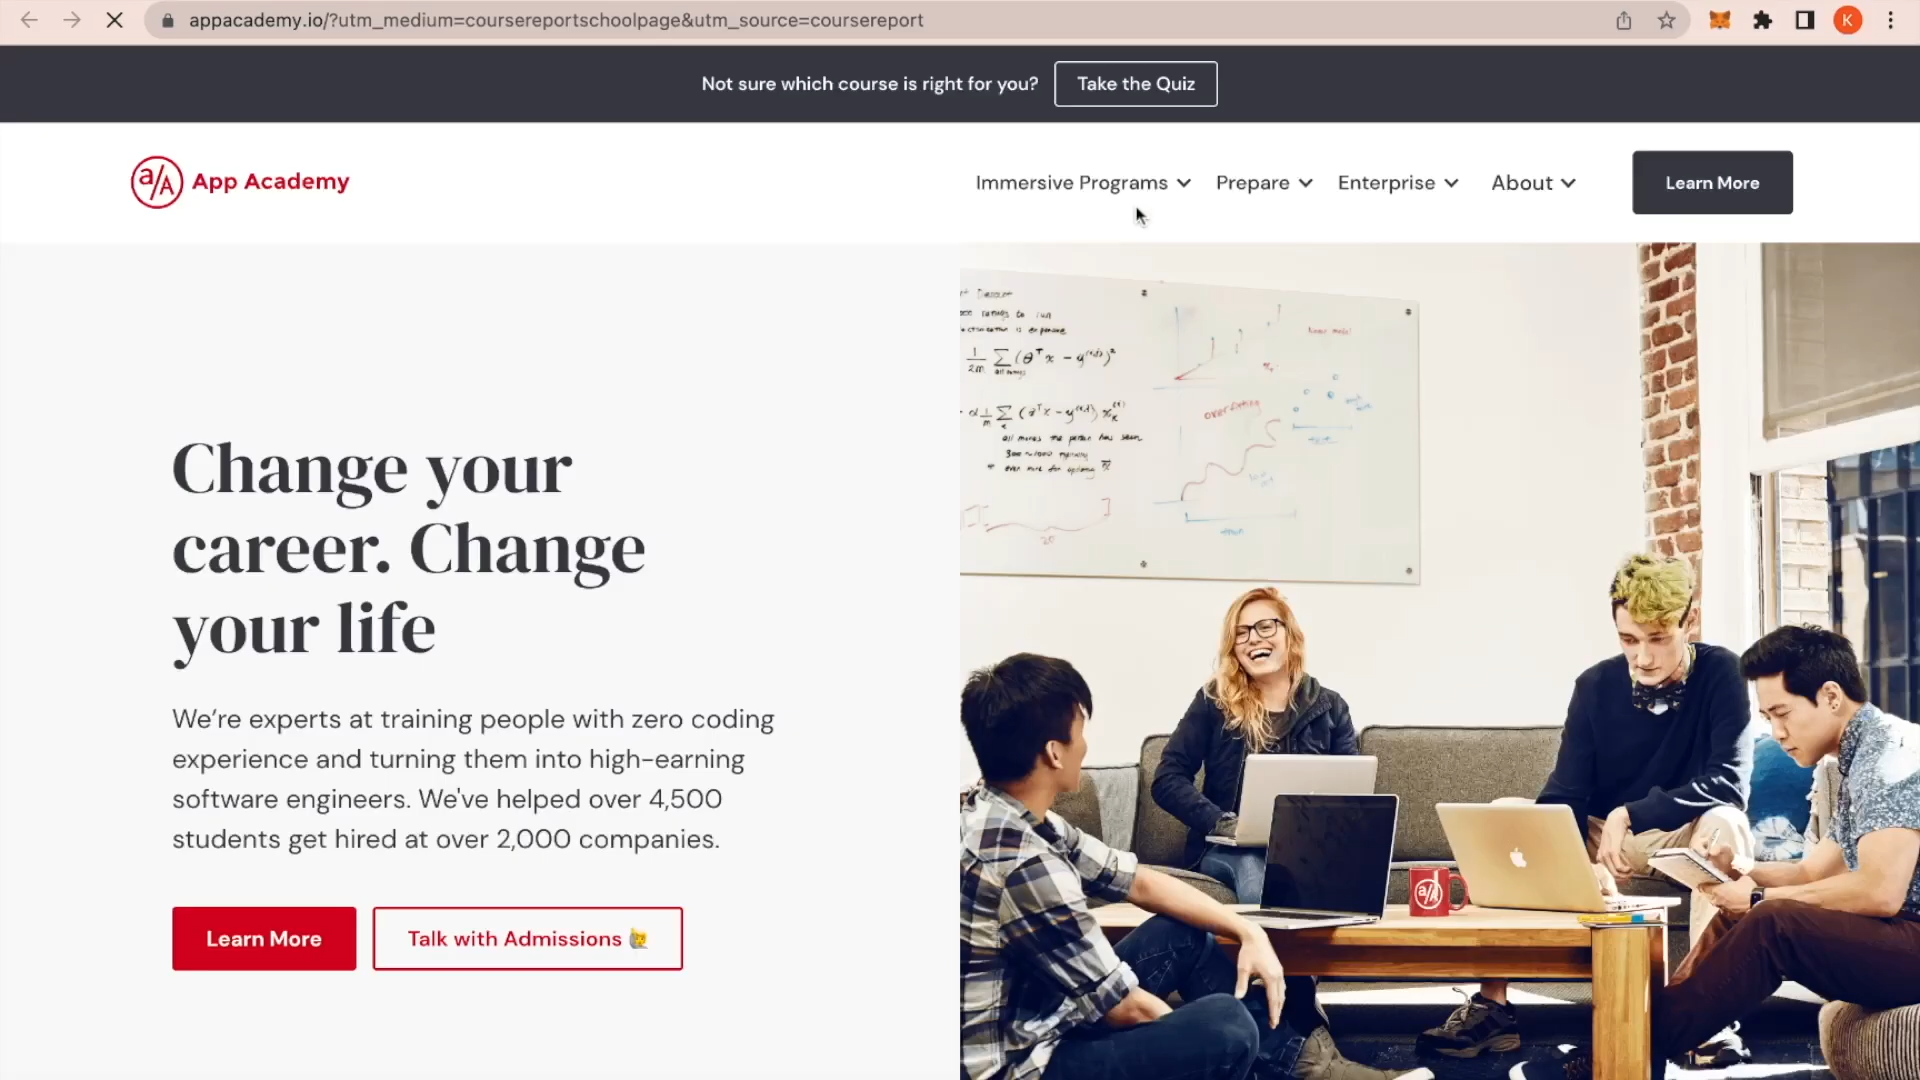 appacademy.io/?utm_medium=coursereportschoolpage&utm_source=coursereport
K
Not sure which course is right for you? Take the Quiz
a/A App Academy
Immersive Programs Prepare Enterprise About Learn More
Change your
career. Change
your life
We’re experts at training people with zero coding
experience and turning them into high-earning
software engineers. We've helped over 4,500
students get hired at over 2,000 companies.
Learn More Talk with Admissions 🙋
overfitting
a/A